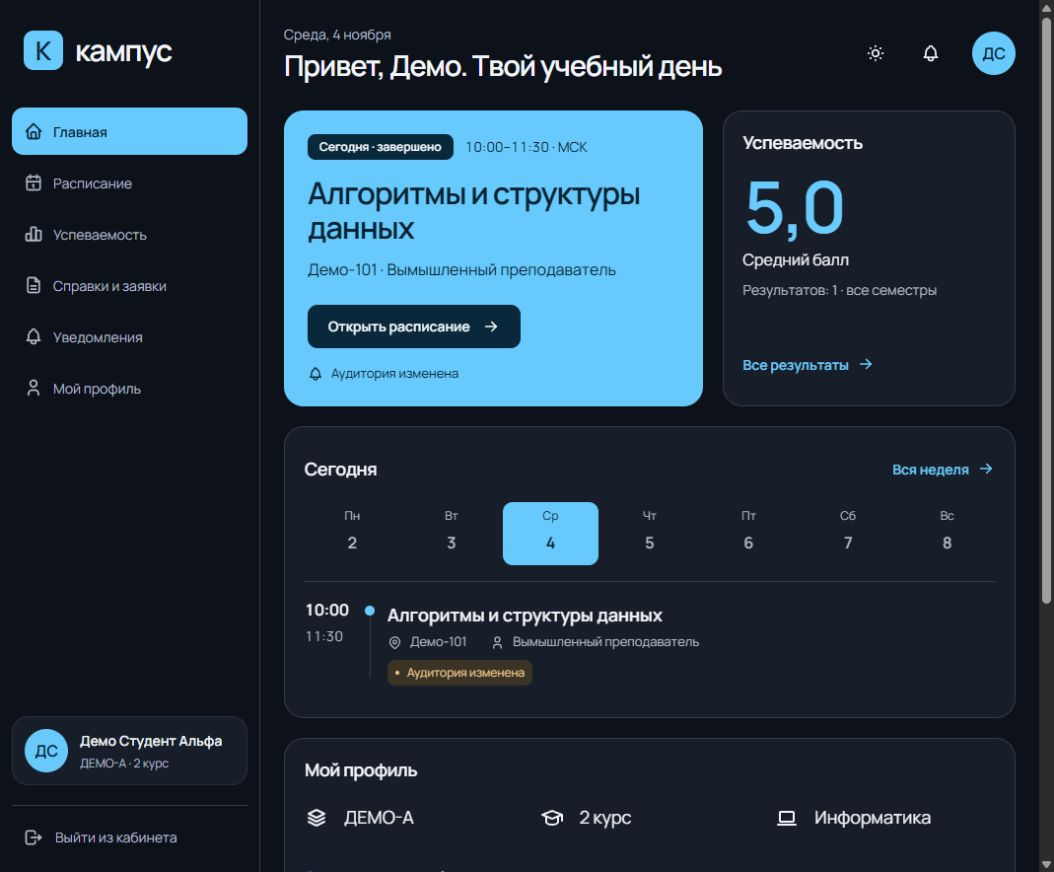 К кампус
Главная
Расписание
Успеваемость
Справки и заявки
Уведомления
Мой профиль
ДС
Демо Студент Альфа
ДЕМО-А · 2 курс
Выйти из кабинета
Среда, 4 ноября
Привет, Демо. Твой учебный день
ДС
Сегодня · завершено 10:00–11:30 · МСК
Алгоритмы и структуры
данных
Демо-101 · Вымышленный преподаватель
Открыть расписание →
Аудитория изменена
Успеваемость
5,0
Средний балл
Результатов: 1 · все семестры
Все результаты →
Сегодня
Вся неделя →
Пн Вт Ср Чт Пт Сб Вс
2 3 4 5 6 7 8
10:00 Алгоритмы и структуры данных
11:30 Демо-101 Вымышленный преподаватель
• Аудитория изменена
Мой профиль
ДЕМО-А 2 курс Информатика